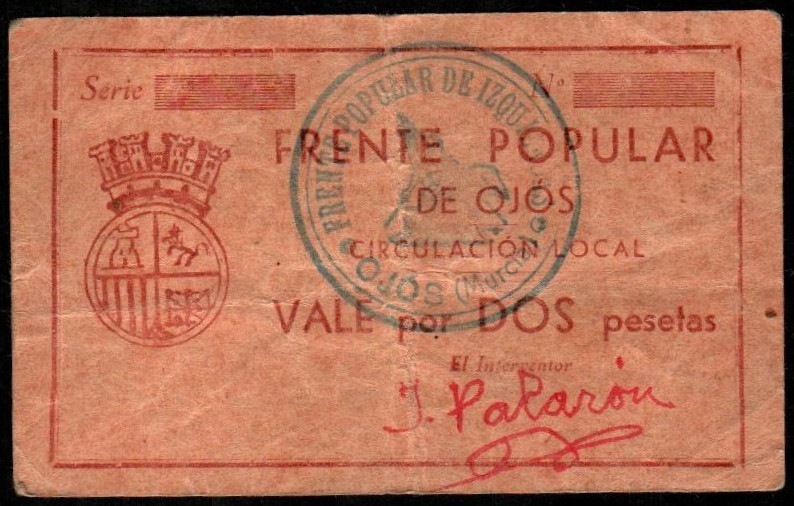 Serie Nº
FRENTE POPULAR
DE OJÓS
CIRCULACIÓN LOCAL
VALE por DOS pesetas
El Interventor
FRENTE POPULAR DE
OJOS (Murcia)